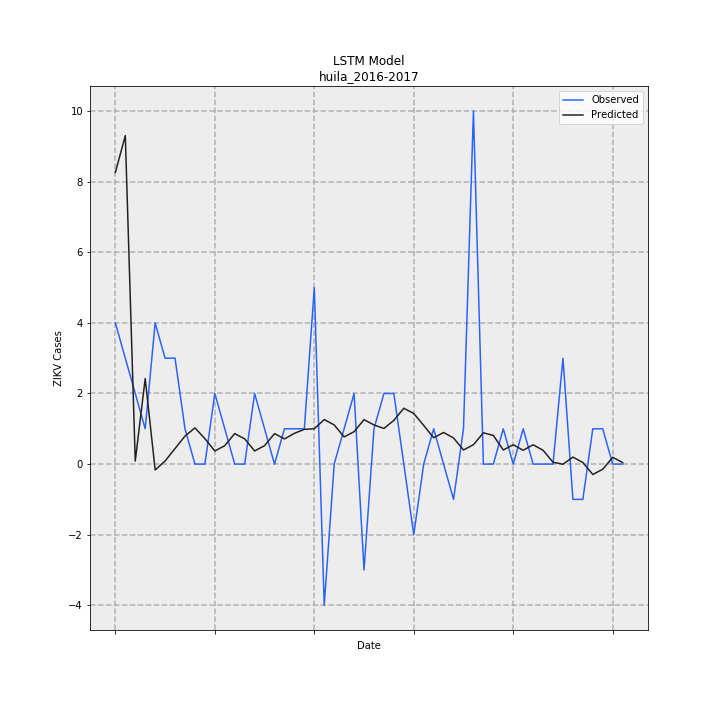 LSTM Model
huila_2016-2017
Observed
Predicted
10
8
6
4
2
0
−2
−4
ZIKV Cases
Date